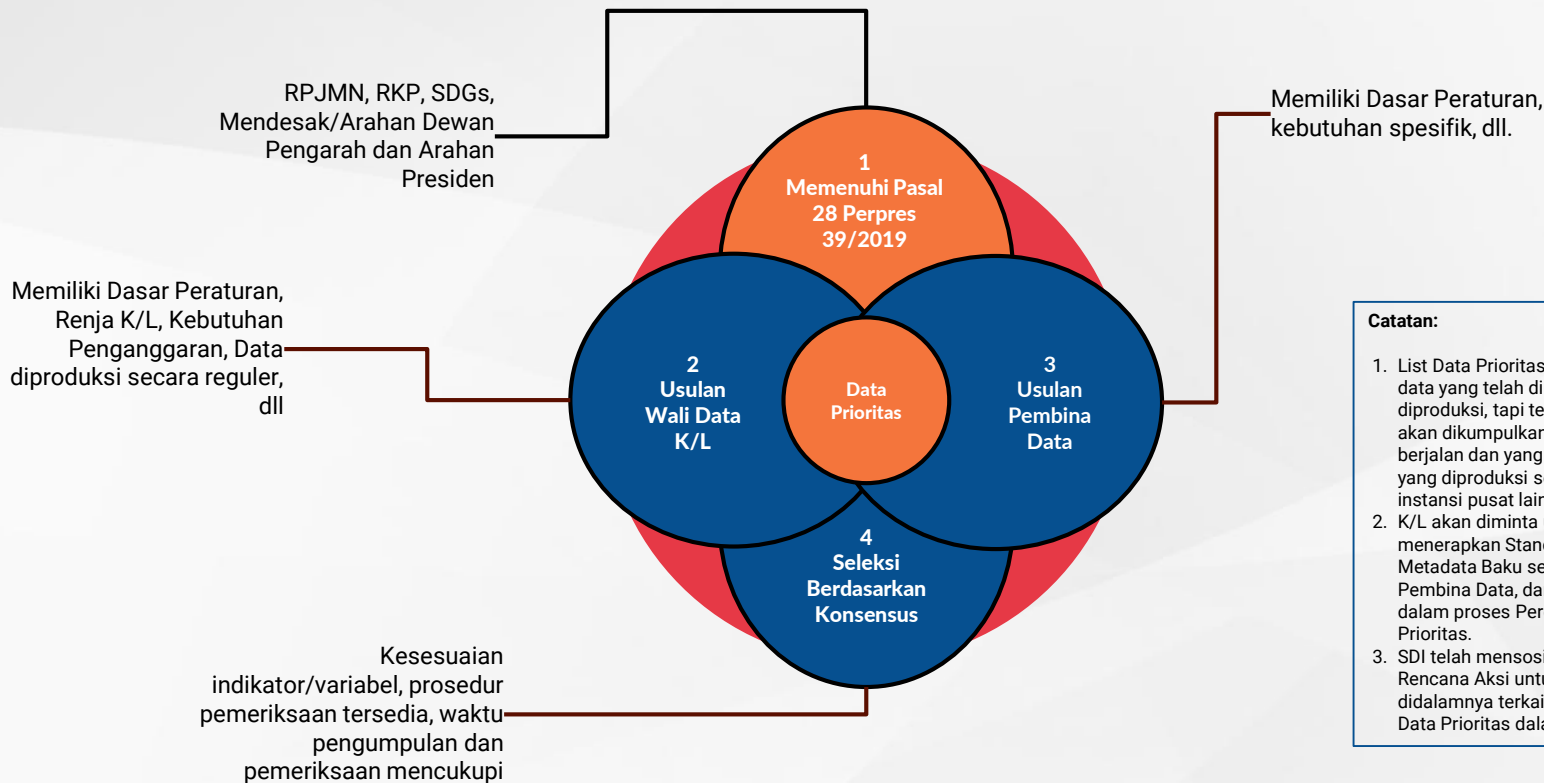 RPJMN, RKP, SDGs,
Mendesak/Arahan Dewan
Pengarah dan Arahan
Presiden
1
Memenuhi Pasal
28 Perpres
39/2019
Memiliki Dasar Peraturan,
kebutuhan spesifik, dll.
Memiliki Dasar Peraturan,
Renja K/L, Kebutuhan
Penganggaran, Data
diproduksi secara reguler,
dll
2
Usulan
Wali Data
K/L
Data
Prioritas
3
Usulan
Pembina
Data
4
Seleksi
Berdasarkan
Konsensus
Kesesuaian
indikator/variabel, prosedur
pemeriksaan tersedia, waktu
pengumpulan dan
pemeriksaan mencukupi
Catatan:
1. List Data Prioritas
data yang telah di
diproduksi, tapi te
akan dikumpulkan
berjalan dan yang
yang diproduksi se
instansi pusat lain
2. K/L akan diminta
menerapkan Stand
Metadata Baku se
Pembina Data, da
dalam proses Per
Prioritas.
3. SDI telah mensosi
Rencana Aksi untu
didalamnya terkai
Data Prioritas dala